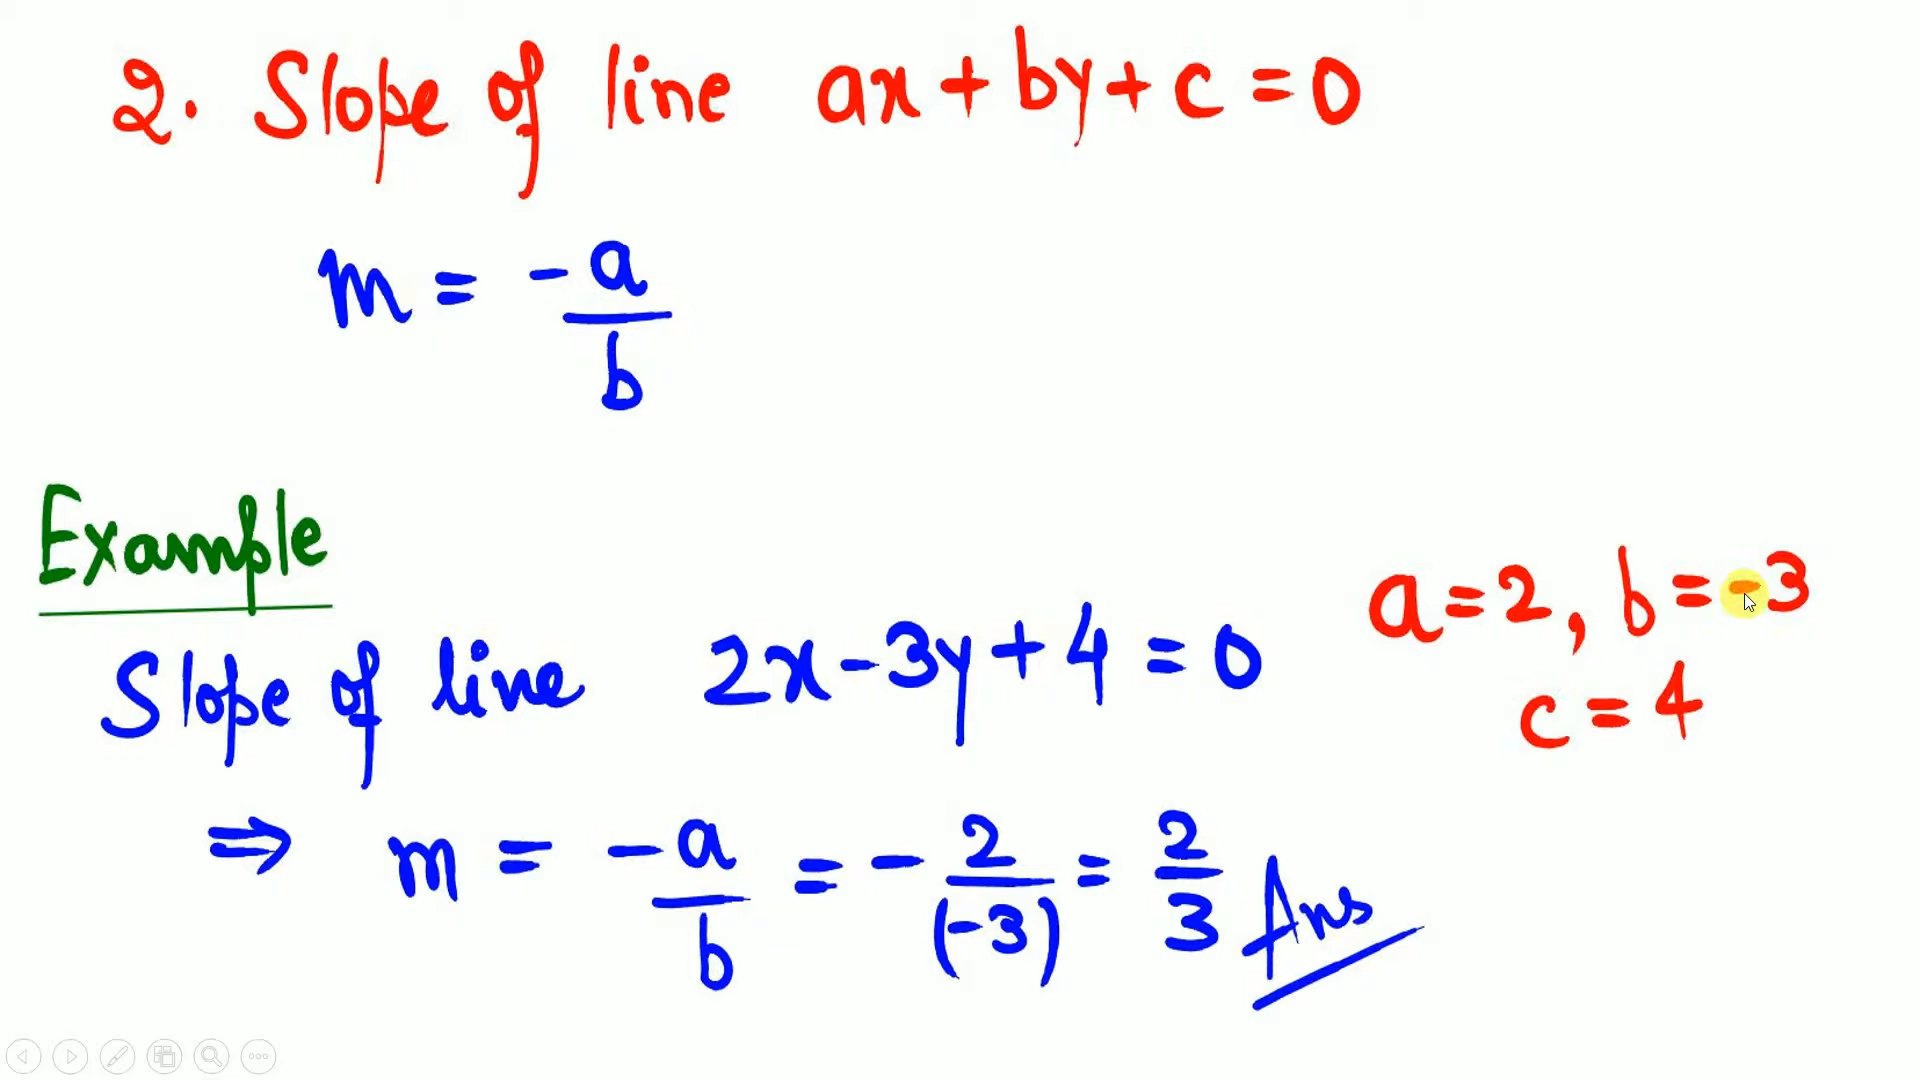 2. Slope of line ax + by + c = 0
m = -a/b
Example
a = 2, b = -3
c = 4
Slope of line 2x - 3y + 4 = 0
⇒ m = -a/b = - 2/(-3) = 2/3 Ans